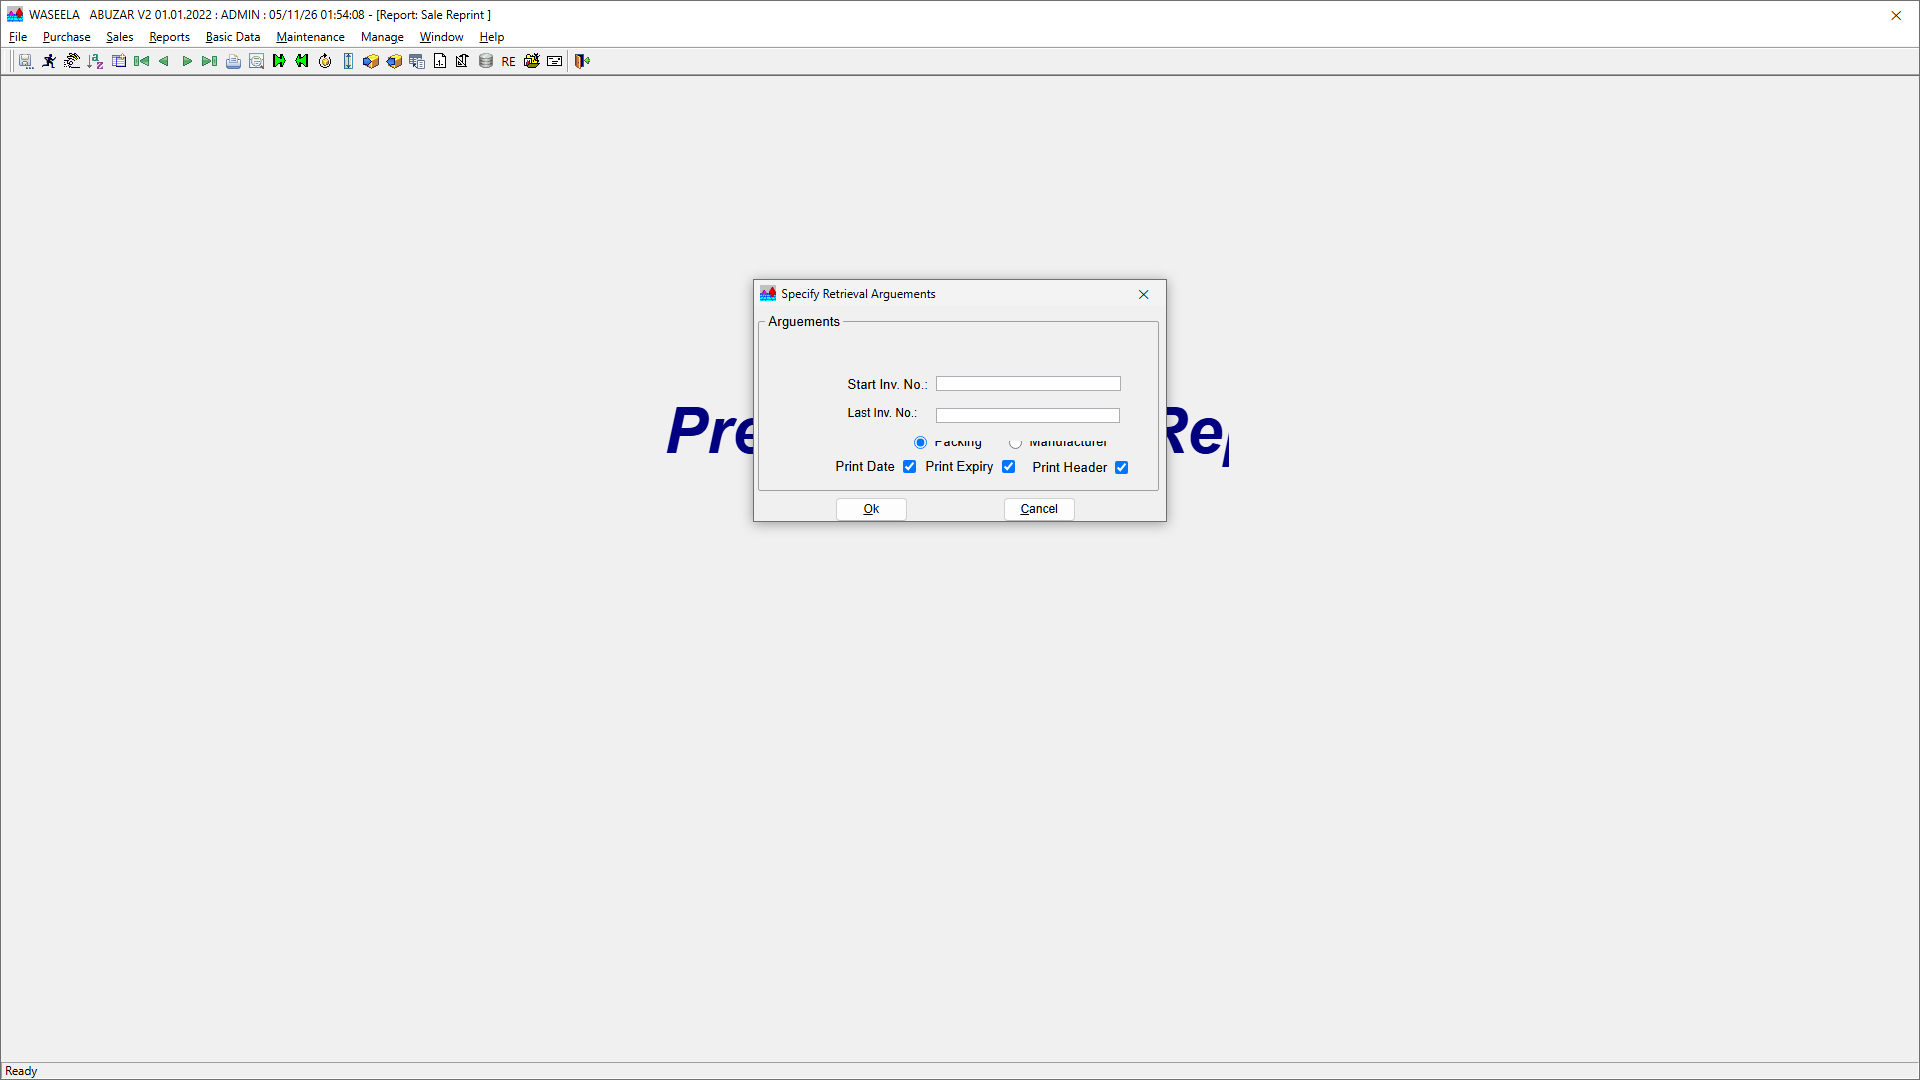 WASEELA ABUZAR V2 01.01.2022 : ADMIN : 05/11/26 01:54:08 - [Report: Sale Reprint ]
File Purchase Sales Reports Basic Data Maintenance Manage Window Help
RE
Specify Retrieval Arguements
Arguements
Start Inv. No.:
Last Inv. No.:
Packing Manufacturer
Print Date Print Expiry Print Header
Ok Cancel
Ready